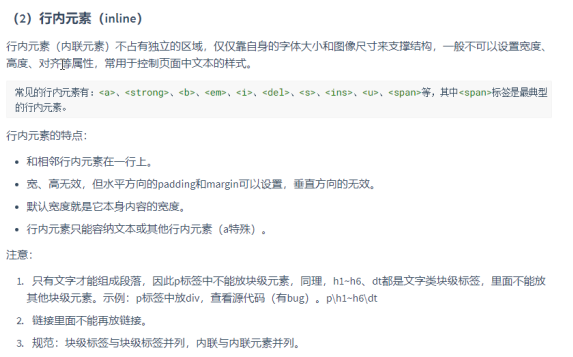 （2）行内元素（inline）
行内元素（内联元素）不占有独立的区域，仅仅靠自身的字体大小和图像尺寸来支撑结构，一般不可以设置宽度、
高度、对齐等属性，常用于控制页面中文本的样式。
常见的行内元素有：<a>、<strong>、<b>、<em>、<i>、<del>、<s>、<ins>、<u>、<span>等，其中<span>标签是最典型
的行内元素。
行内元素的特点：
• 和相邻行内元素在一行上。
• 宽、高无效，但水平方向的padding和margin可以设置，垂直方向的无效。
• 默认宽度就是它本身内容的宽度。
• 行内元素只能容纳文本或其他行内元素（a特殊）。
注意：
1. 只有文字才能组成段落，因此p标签中不能放块级元素，同理，h1~h6、dt都是文字类块级标签，里面不能放
其他块级元素。示例：p标签中放div，查看源代码（有bug）。p\h1~h6\dt
2. 链接里面不能再放链接。
3. 规范：块级标签与块级标签并列，内联与内联元素并列。